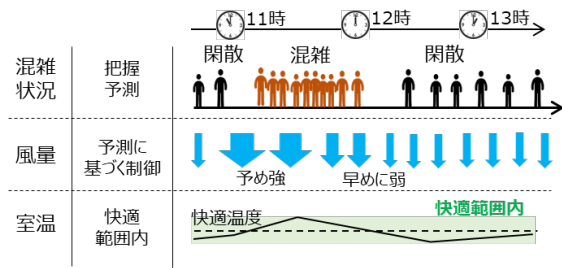 11時 12時 13時
閑散 混雑 閑散
混雑
状況
把握
予測
風量
予測に
基づく制御
予め強 早めに弱
室温
快適
範囲内
快適温度
快適範囲内